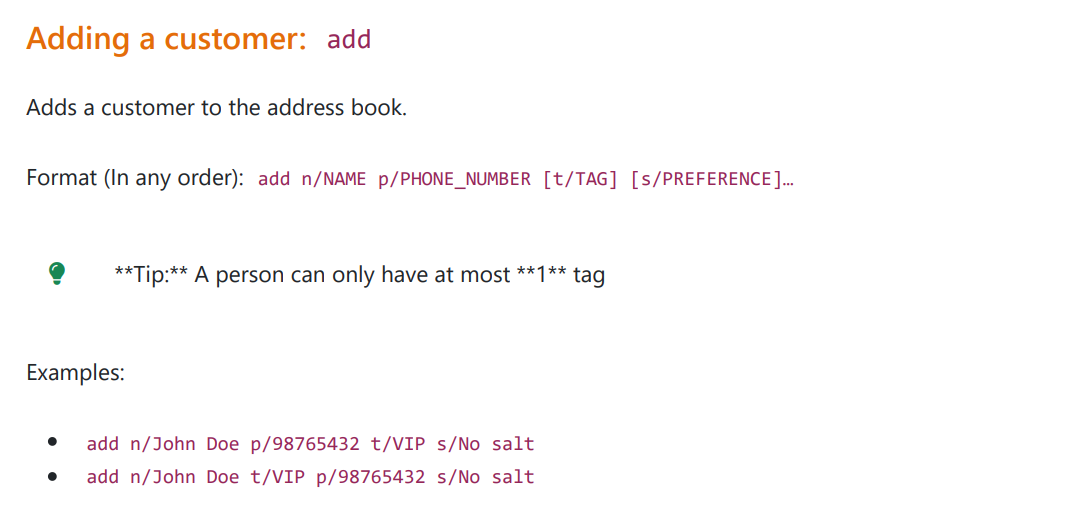 Adding a customer: add
Adds a customer to the address book.
Format (In any order): add n/NAME p/PHONE_NUMBER [t/TAG] [s/PREFERENCE]…
**Tip:** A person can only have at most **1** tag
Examples:
• add n/John Doe p/98765432 t/VIP s/No salt
• add n/John Doe t/VIP p/98765432 s/No salt